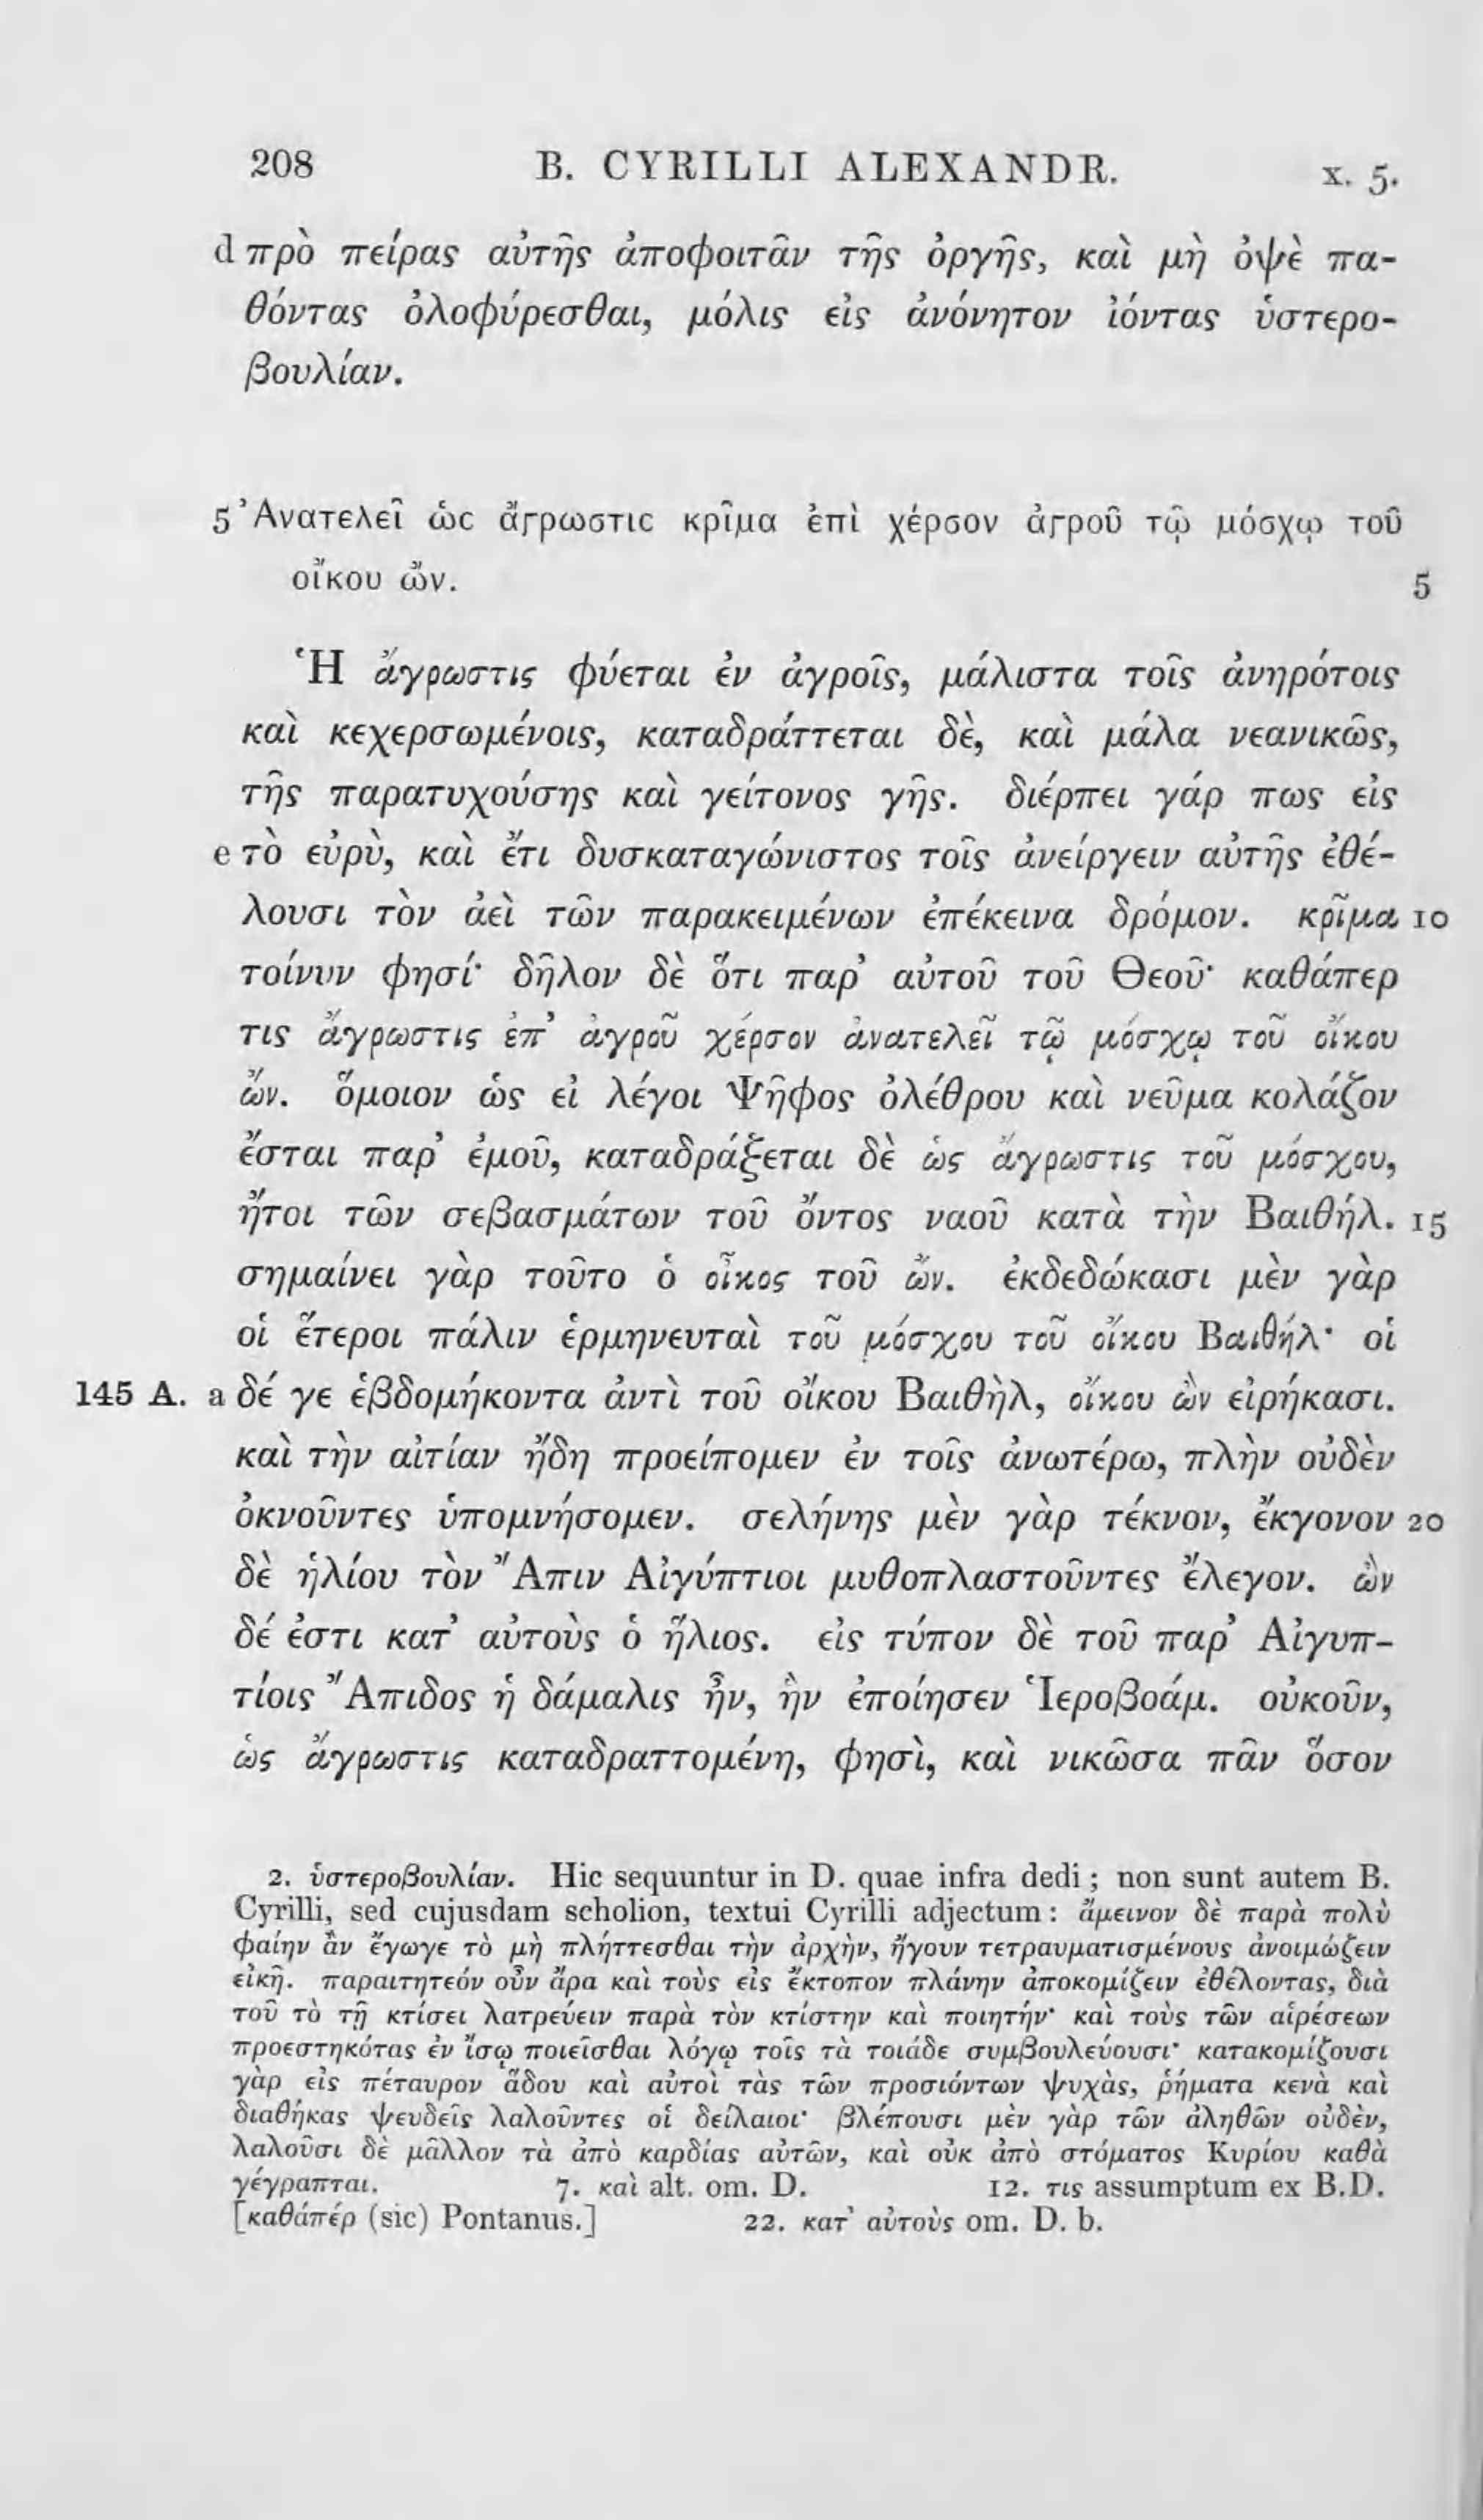 208 B. CYRILLI ALEXANDR. x. 5.
d πρὸ πείρας αὐτῆς ἀποφοιτᾶν τῆς ὀργῆς, καὶ μὴ ὀψὲ πα-
θόντας ὀλοφύρεσθαι, μόλις εἰς ἀνόνητον ἰόντας ὑστερο-
βουλίαν.
5 Ἀνατελεῖ ὡς ἄγρωστις κρῖμα ἐπὶ χέρσον ἀγροῦ τῷ μόσχῳ τοῦ
οἴκου ὤν. 5
Ἡ ἄγρωστις φύεται ἐν ἀγροῖς, μάλιστα τοῖς ἀνηρότοις
καὶ κεχερσωμένοις, καταδράττεται δὲ, καὶ μάλα νεανικῶς,
τῆς παρατυχούσης καὶ γείτονος γῆς. διέρπει γάρ πως εἰς
e τὸ εὐρὺ, καὶ ἔτι δυσκαταγώνιστος τοῖς ἀνείργειν αὐτῆς ἐθέ-
λουσι τὸν ἀεὶ τῶν παρακειμένων ἐπέκεινα δρόμον. κρῖμα 10
τοίνυν φησί· δῆλον δὲ ὅτι παρ’ αὐτοῦ τοῦ Θεοῦ· καθάπερ
τις ἄγρωστις ἐπ’ ἀγροῦ χέρσον ἀνατελεῖ τῷ μόσχῳ τοῦ οἴκου
ὤν. ὅμοιον ὡς εἰ λέγοι Ψῆφος ὀλέθρου καὶ νεῦμα κολάζον
ἔσται παρ’ ἐμοῦ, καταδράξεται δὲ ὡς ἄγρωστις τοῦ μόσχου,
ἤτοι τῶν σεβασμάτων τοῦ ὄντος ναοῦ κατὰ τὴν Βαιθήλ. 15
σημαίνει γὰρ τοῦτο ὁ οἶκος τοῦ ὤν. ἐκδεδώκασι μὲν γὰρ
οἱ ἕτεροι πάλιν ἑρμηνευταὶ τοῦ μόσχου τοῦ οἴκου Βαιθήλ· οἱ
145 A. a δέ γε ἑβδομήκοντα ἀντὶ τοῦ οἴκου Βαιθὴλ, οἴκου ὢν εἰρήκασι.
καὶ τὴν αἰτίαν ἤδη προείπομεν ἐν τοῖς ἀνωτέρω, πλὴν οὐδὲν
ὀκνοῦντες ὑπομνήσομεν. σελήνης μὲν γὰρ τέκνον, ἔκγονον 20
δὲ ἡλίου τὸν Ἄπιν Αἰγύπτιοι μυθοπλαστοῦντες ἔλεγον. ὢν
δέ ἐστι κατ’ αὐτοὺς ὁ ἥλιος. εἰς τύπον δὲ τοῦ παρ’ Αἰγυπ-
τίοις Ἄπιδος ἡ δάμαλις ἦν, ἣν ἐποίησεν Ἱεροβοάμ. οὐκοῦν,
ὡς ἄγρωστις καταδραττομένη, φησὶ, καὶ νικῶσα πᾶν ὅσον
2. ὑστεροβουλίαν. Hic sequuntur in D. quae infra dedi ; non sunt autem B.
Cyrilli, sed cujusdam scholion, textui Cyrilli adjectum : ἄμεινον δὲ παρὰ πολὺ
φαίην ἂν ἔγωγε τὸ μὴ πλήττεσθαι τὴν ἀρχὴν, ἤγουν τετραυματισμένους ἀνοιμώζειν
εἰκῆ. παραιτητεόν οὖν ἄρα καὶ τοὺς εἰς ἔκτοπον πλάνην ἀποκομίζειν ἐθέλοντας, διὰ
τοῦ τὸ τῇ κτίσει λατρεύειν παρὰ τὸν κτίστην καὶ ποιητήν· καὶ τοὺς τῶν αἱρέσεων
προεστηκότας ἐν ἴσῳ ποιεῖσθαι λόγῳ τοῖς τὰ τοιάδε συμβουλεύουσι· κατακομίζουσι
γὰρ εἰς πέταυρον ᾅδου καὶ αὐτοὶ τὰς τῶν προσιόντων ψυχὰς, ῥήματα κενὰ καὶ
διαθήκας ψευδεῖς λαλοῦντες οἱ δείλαιοι· βλέπουσι μὲν γὰρ τῶν ἀληθῶν οὐδὲν,
λαλοῦσι δὲ μᾶλλον τὰ ἀπὸ καρδίας αὐτῶν, καὶ οὐκ ἀπὸ στόματος Κυρίου καθὰ
γέγραπται. 7. καὶ alt. om. D. 12. τις assumptum ex B.D.
[καθάπέρ (sic) Pontanus.] 22. κατ’ αὐτοὺς om. D. b.